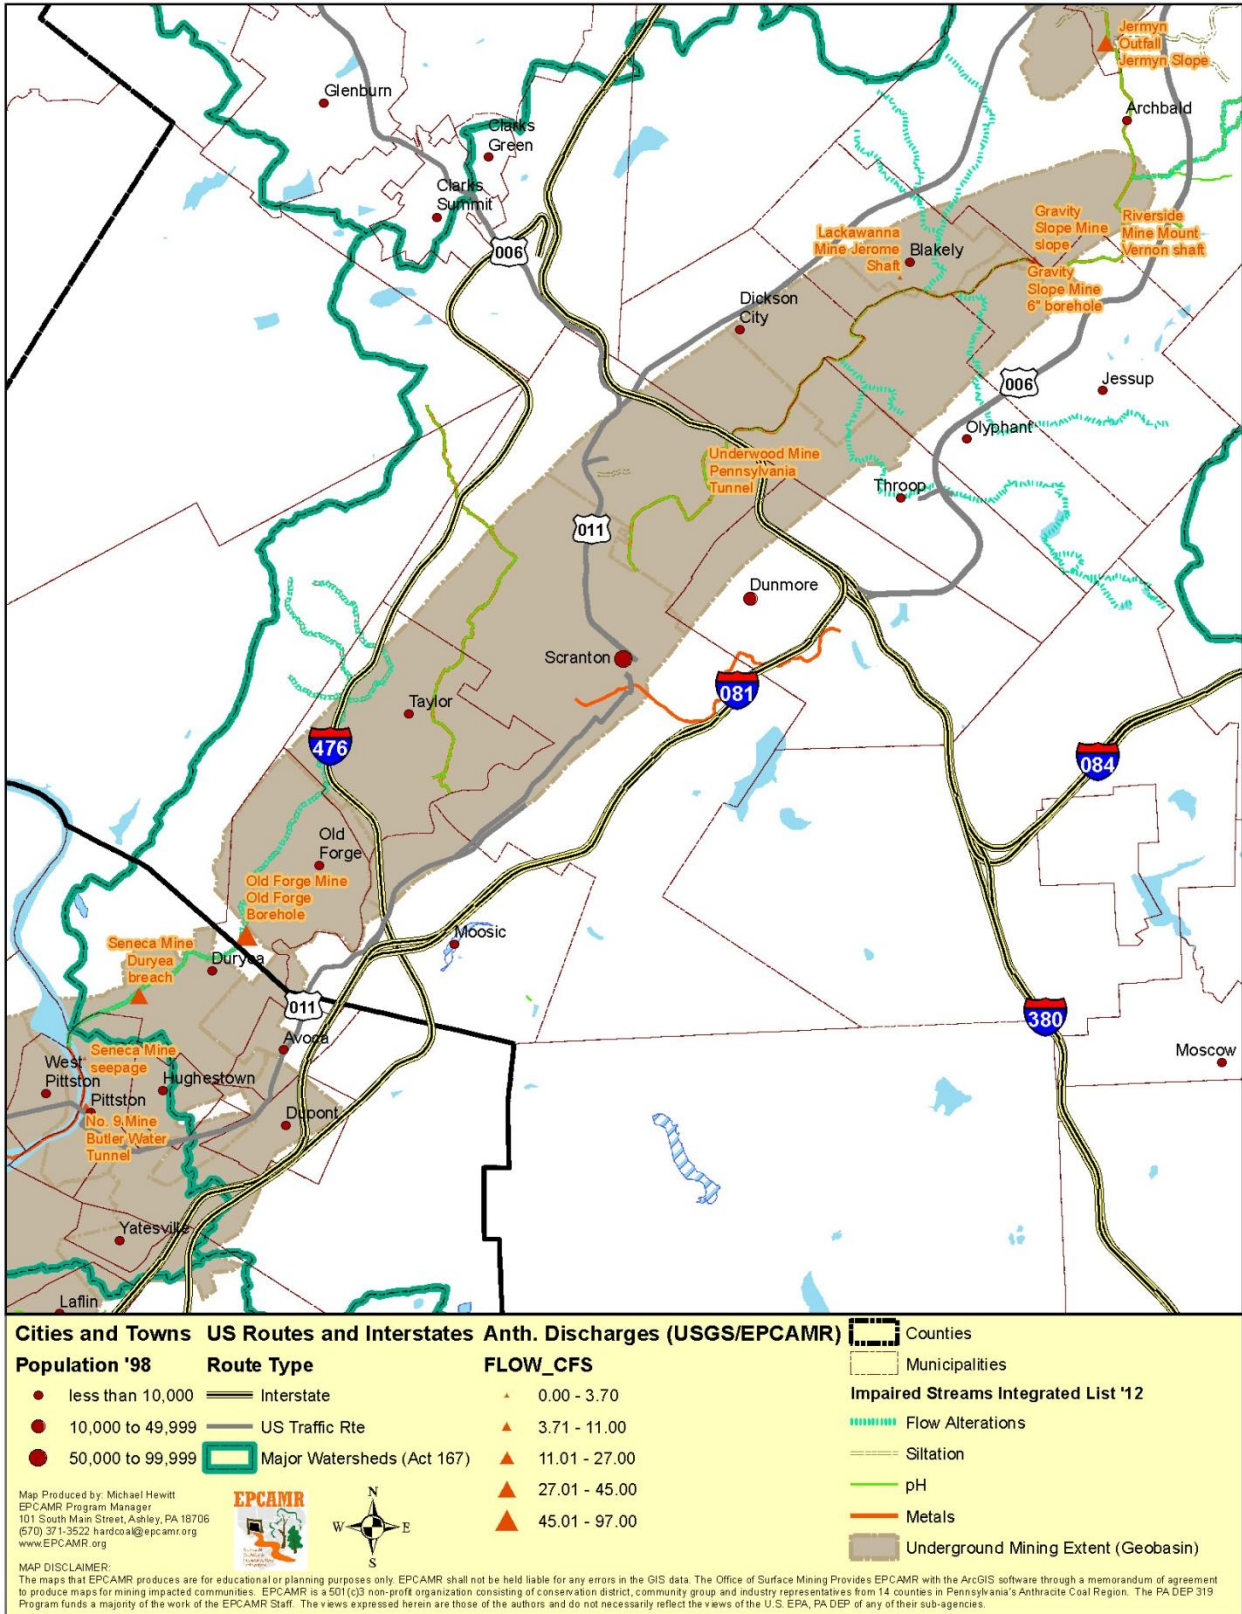 Jermyn
Outfall
Jermyn Slope
Glenburn
Archbald
Clarks
Green
Clarks
Summit
006
Lackawanna
Mine Jerome
Shaft
Blakely
Gravity
Slope Mine
slope
Riverside
Mine Mount
Vernon shaft
Gravity
Slope Mine
6" borehole
Dickson
City
006
Jessup
Olyphant
Underwood Mine
Pennsylvania
Tunnel
Throop
011
Dunmore
Scranton
081
Taylor
476
084
Old
Forge
Old Forge Mine
Old Forge
Borehole
Moosic
Seneca Mine
Duryea
breach
Duryea
011
380
Avoca
Moscow
Seneca Mine
seepage
West
Pittston
Hughestown
Pittston
Dupont
No. 9 Mine
Butler Water
Tunnel
Yatesville
Laflin
Cities and Towns
Population '98
less than 10,000
10,000 to 49,999
50,000 to 99,999
US Routes and Interstates
Route Type
Interstate
US Traffic Rte
Major Watersheds (Act 167)
Anth. Discharges (USGS/EPCAMR)
FLOW_CFS
0.00 - 3.70
3.71 - 11.00
11.01 - 27.00
27.01 - 45.00
45.01 - 97.00
Counties
Municipalities
Impaired Streams Integrated List '12
Flow Alterations
Siltation
pH
Metals
Underground Mining Extent (Geobasin)
Map Produced by: Michael Hewitt
EPCAMR Program Manager
101 South Main Street, Ashley, PA 18706
(570) 371-3522 hardcoal@epcamr.org
www.EPCAMR.org
EPCAMR
N
W E
S
MAP DISCLAIMER:
The maps that EPCAMR produces are for educational or planning purposes only. EPCAMR shall not be held liable for any errors in the GIS data. The Office of Surface Mining Provides EPCAMR with the ArcGIS software through a memorandum of agreement
to produce maps for mining impacted communities. EPCAMR is a 501(c)3 non-profit organization consisting of conservation district, community group and industry representatives from 14 counties in Pennsylvania's Anthracite Coal Region. The PA DEP 319
Program funds a majority of the work of the EPCAMR Staff. The views expressed herein are those of the authors and do not necessarily reflect the views of the U.S. EPA, PA DEP of any of their sub-agencies.